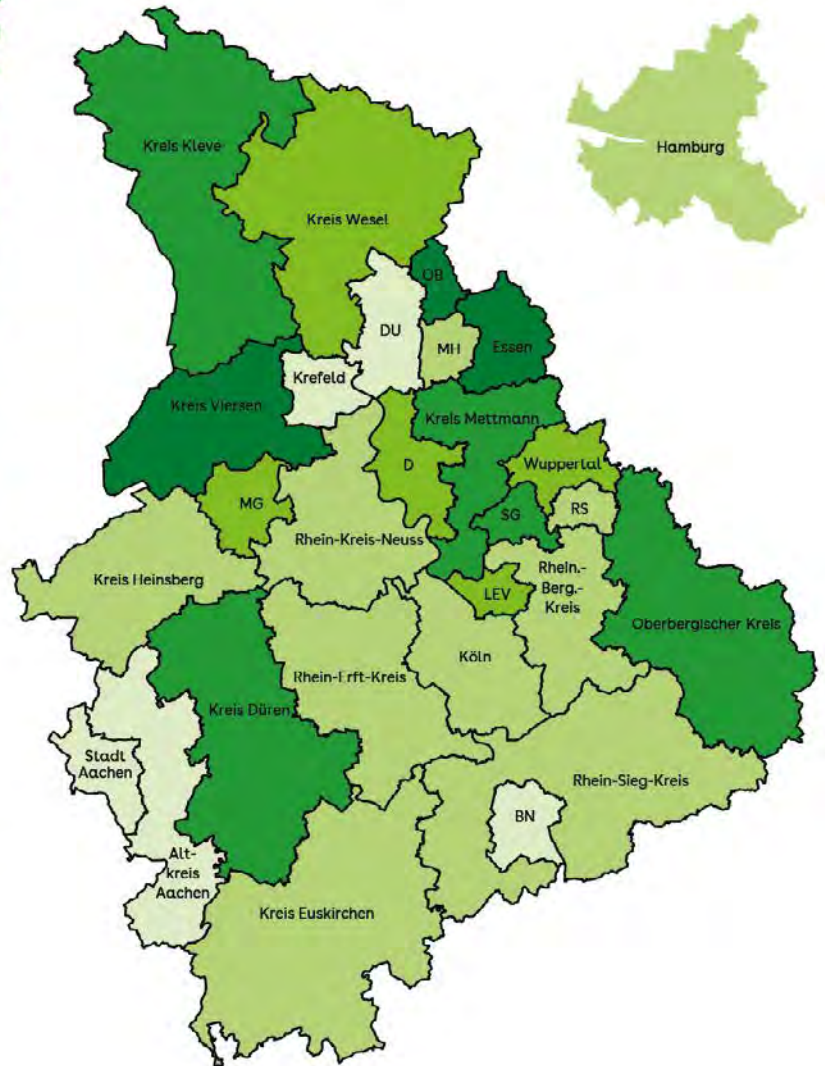 Kreis Kleve
Hamburg
Kreis Wesel
OB
DU
MH
Essen
Krefeld
Kreis Viersen
Kreis Mettmann
D
Wuppertal
MG
SG
RS
Rhein-Kreis-Neuss
Kreis Heinsberg
LEV
Rhein.-
Berg.-
Kreis
Oberbergischer Kreis
Köln
Rhein-Erft-Kreis
Kreis Düren
Stadt
Aachen
Rhein-Sieg-Kreis
BN
Alt-
kreis
Aachen
Kreis Euskirchen